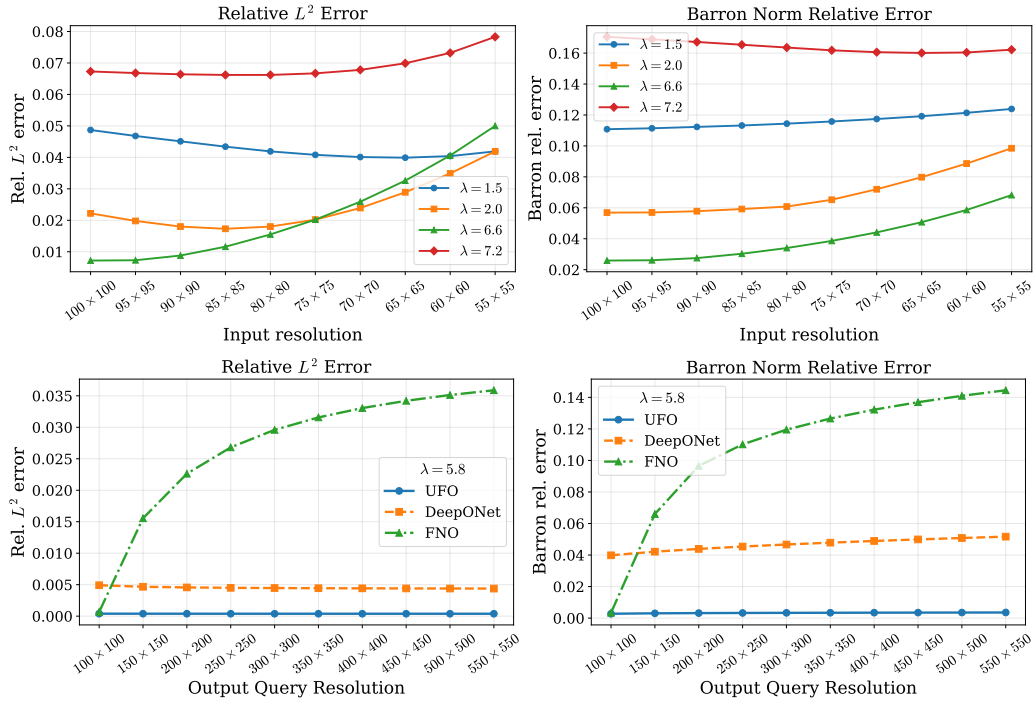 Relative L² Error
Rel. L² error
0.08
0.07
0.06
0.05
0.04
0.03
0.02
0.01
λ = 1.5
λ = 2.0
λ = 6.6
λ = 7.2
100 × 100
95 × 95
90 × 90
85 × 85
80 × 80
75 × 75
70 × 70
65 × 65
60 × 60
55 × 55
Input resolution
Barron Norm Relative Error
Barron rel. error
0.16
0.14
0.12
0.10
0.08
0.06
0.04
0.02
λ = 1.5
λ = 2.0
λ = 6.6
λ = 7.2
100 × 100
95 × 95
90 × 90
85 × 85
80 × 80
75 × 75
70 × 70
65 × 65
60 × 60
55 × 55
Input resolution
Relative L² Error
Rel. L² error
0.035
0.030
0.025
0.020
0.015
0.010
0.005
0.000
λ = 5.8
UFO
DeepONet
FNO
100 × 100
150 × 150
200 × 200
250 × 250
300 × 300
350 × 350
400 × 400
450 × 450
500 × 500
550 × 550
Output Query Resolution
Barron Norm Relative Error
Barron rel. error
0.14
0.12
0.10
0.08
0.06
0.04
0.02
0.00
λ = 5.8
UFO
DeepONet
FNO
100 × 100
150 × 150
200 × 200
250 × 250
300 × 300
350 × 350
400 × 400
450 × 450
500 × 500
550 × 550
Output Query Resolution